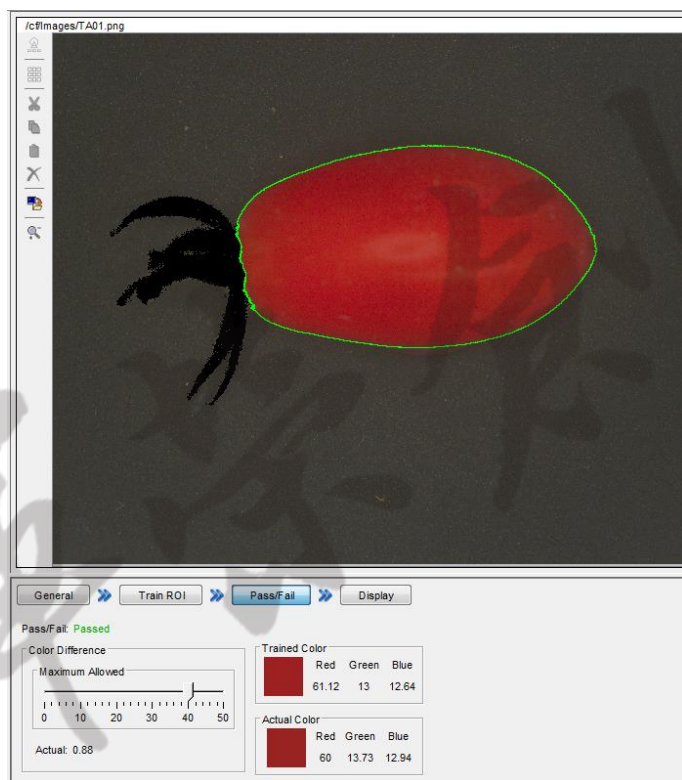 /cf/Images/TA01.png
General
Train ROI
Pass/Fail
Display
Pass/Fail: Passed
Color Difference
Maximum Allowed
0 10 20 30 40 50
Actual: 0.88
Trained Color
Red Green Blue
61.12 13 12.64
Actual Color
Red Green Blue
60 13.73 12.94